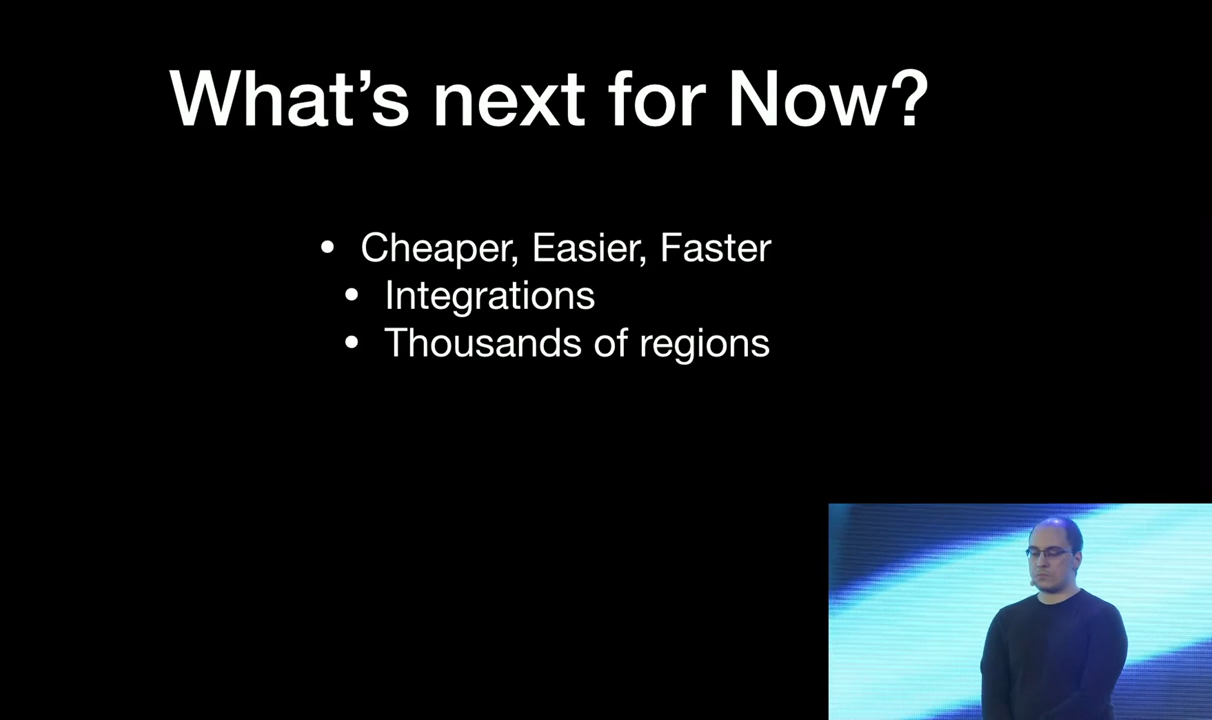 What’s next for Now?
• Cheaper, Easier, Faster
• Integrations
• Thousands of regions